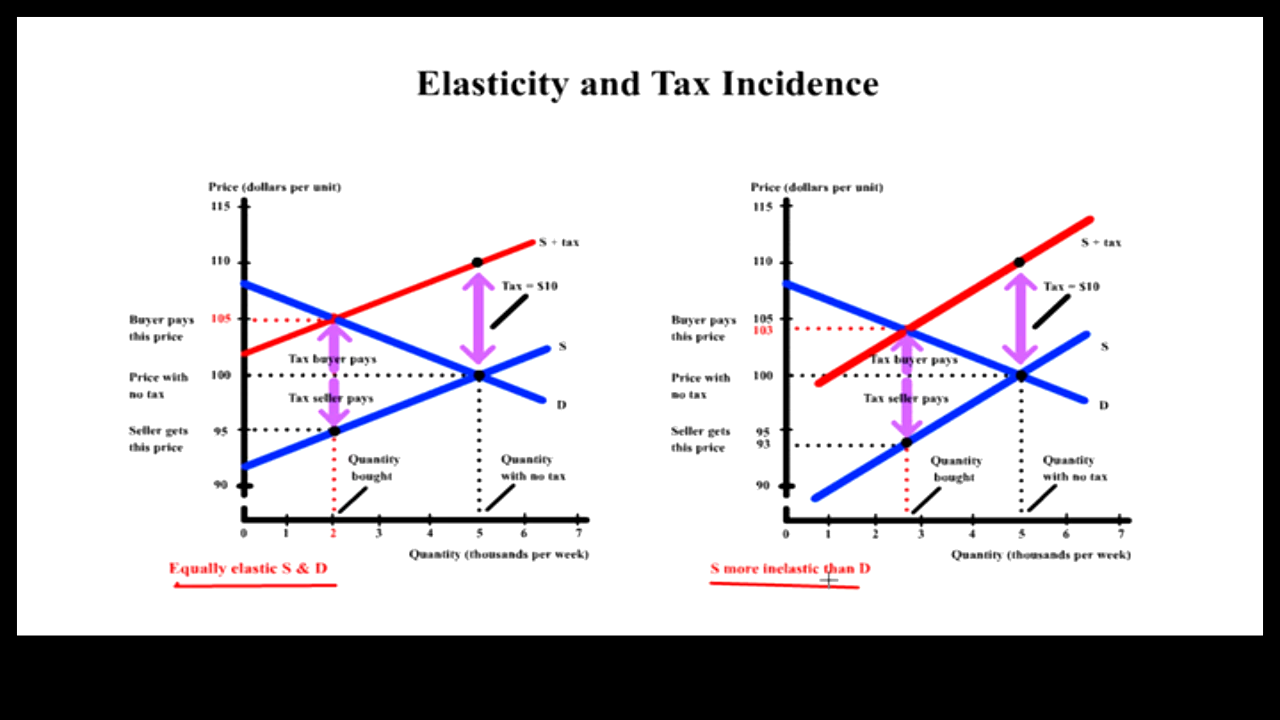 Elasticity and Tax Incidence
Price (dollars per unit)
115
110
Buyer pays
this price
105
Price with
no tax
100
Seller gets
this price
95
90
S + tax
Tax = $10
S
D
Tax buyer pays
Tax seller pays
Quantity
bought
Quantity
with no tax
0 1 2 3 4 5 6 7
Quantity (thousands per week)
Equally elastic S & D
Price (dollars per unit)
115
110
105
Buyer pays
this price
103
Price with
no tax
100
Seller gets
this price
95
93
90
S + tax
Tax = $10
S
D
Tax buyer pays
Tax seller pays
Quantity
bought
Quantity
with no tax
0 1 2 3 4 5 6 7
Quantity (thousands per week)
S more inelastic than D